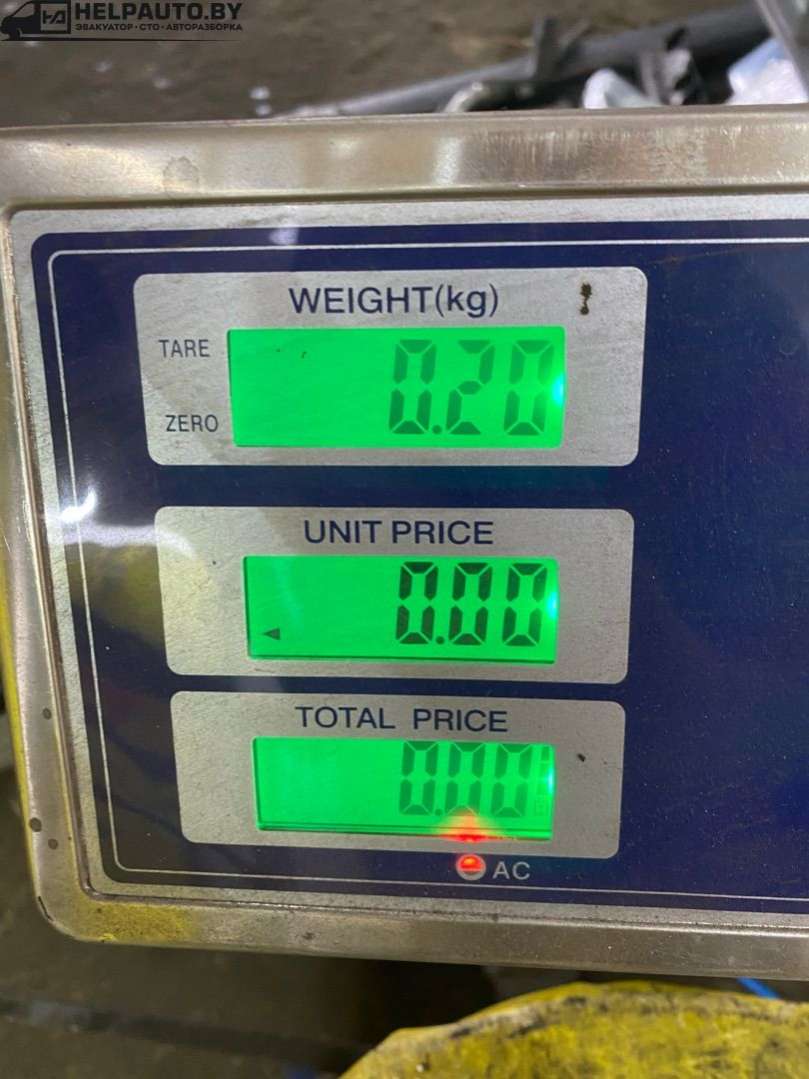 HELPAUTO.BY
ЭВАКУАТОР • СТО • АВТОРАЗБОРКА
WEIGHT(kg)
TARE
0.20
ZERO
UNIT PRICE
0.00
TOTAL PRICE
0.00
AC